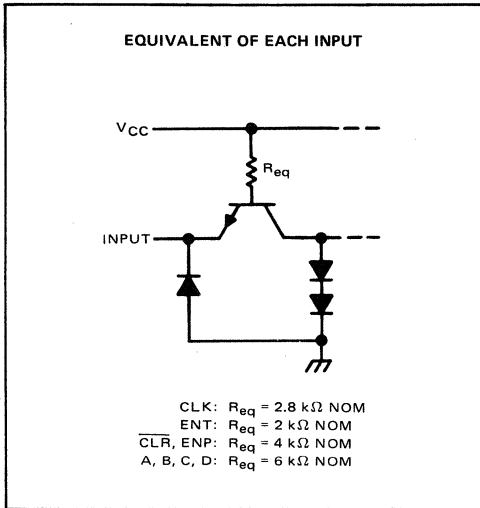 EQUIVALENT OF EACH INPUT
VCC
Req
INPUT
CLK: Req = 2.8 kΩ NOM
ENT: Req = 2 kΩ NOM
C̅L̅R̅, ENP: Req = 4 kΩ NOM
A, B, C, D: Req = 6 kΩ NOM